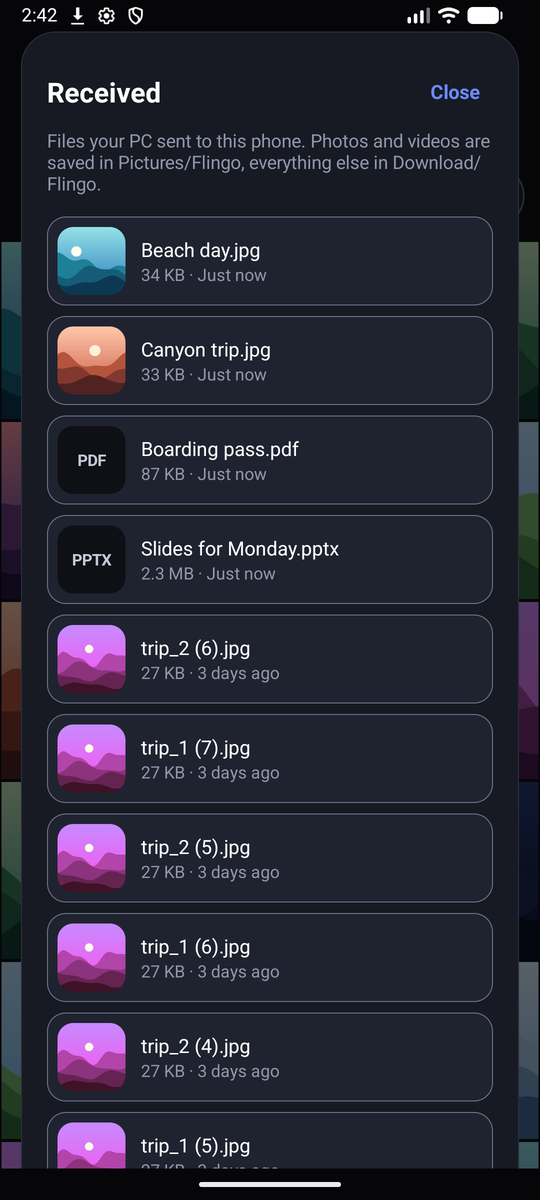 2:42
Received
Close
Files your PC sent to this phone. Photos and videos are
saved in Pictures/Flingo, everything else in Download/
Flingo.
Beach day.jpg
34 KB · Just now
Canyon trip.jpg
33 KB · Just now
PDF
Boarding pass.pdf
87 KB · Just now
PPTX
Slides for Monday.pptx
2.3 MB · Just now
trip_2 (6).jpg
27 KB · 3 days ago
trip_1 (7).jpg
27 KB · 3 days ago
trip_2 (5).jpg
27 KB · 3 days ago
trip_1 (6).jpg
27 KB · 3 days ago
trip_2 (4).jpg
27 KB · 3 days ago
trip_1 (5).jpg
27 KB · 3 days ago